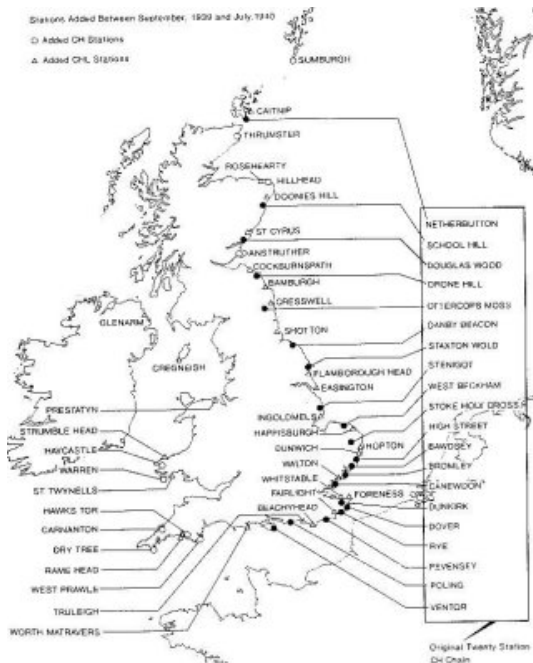 Stations Added Between September, 1939 and July, 1940
○ Added CH Stations
△ Added CHL Stations
SUMBURGH
CAITNIP
THRUMSTER
ROSEHEARTY
HILLHEAD
DOONIES HILL
ST CYRUS
ANSTRUTHER
COCKBURNSPATH
BAMBURGH
CRESSWELL
SHOTTON
GLENARM
CREGNEISH
FLAMBOROUGH HEAD
EASINGTON
INGOLDMELS
HAPPISBURGH
DUNWICH
HOPTON
WALTON
WHITSTABLE
FAIRLIGHT
FORENESS
BEACHYHEAD
PRESTATYN
STRUMBLE HEAD
HAYCASTLE
WARREN
ST TWYNELLS
HAWKS TOR
CARNANTON
DRY TREE
RAME HEAD
WEST PRAWLE
TRULEIGH
WORTH MATRAVERS
NETHERBUTTON
SCHOOL HILL
DOUGLAS WOOD
DRONE HILL
OTTERCOPS MOSS
DANBY BEACON
STAXTON WOLD
STENIGOT
WEST BECKHAM
STOKE HOLY CROSS
HIGH STREET
BAWDSEY
BROMLEY
CANEWDON
DUNKIRK
DOVER
RYE
PEVENSEY
POLING
VENTOR
Original Twenty Station
CH Chain